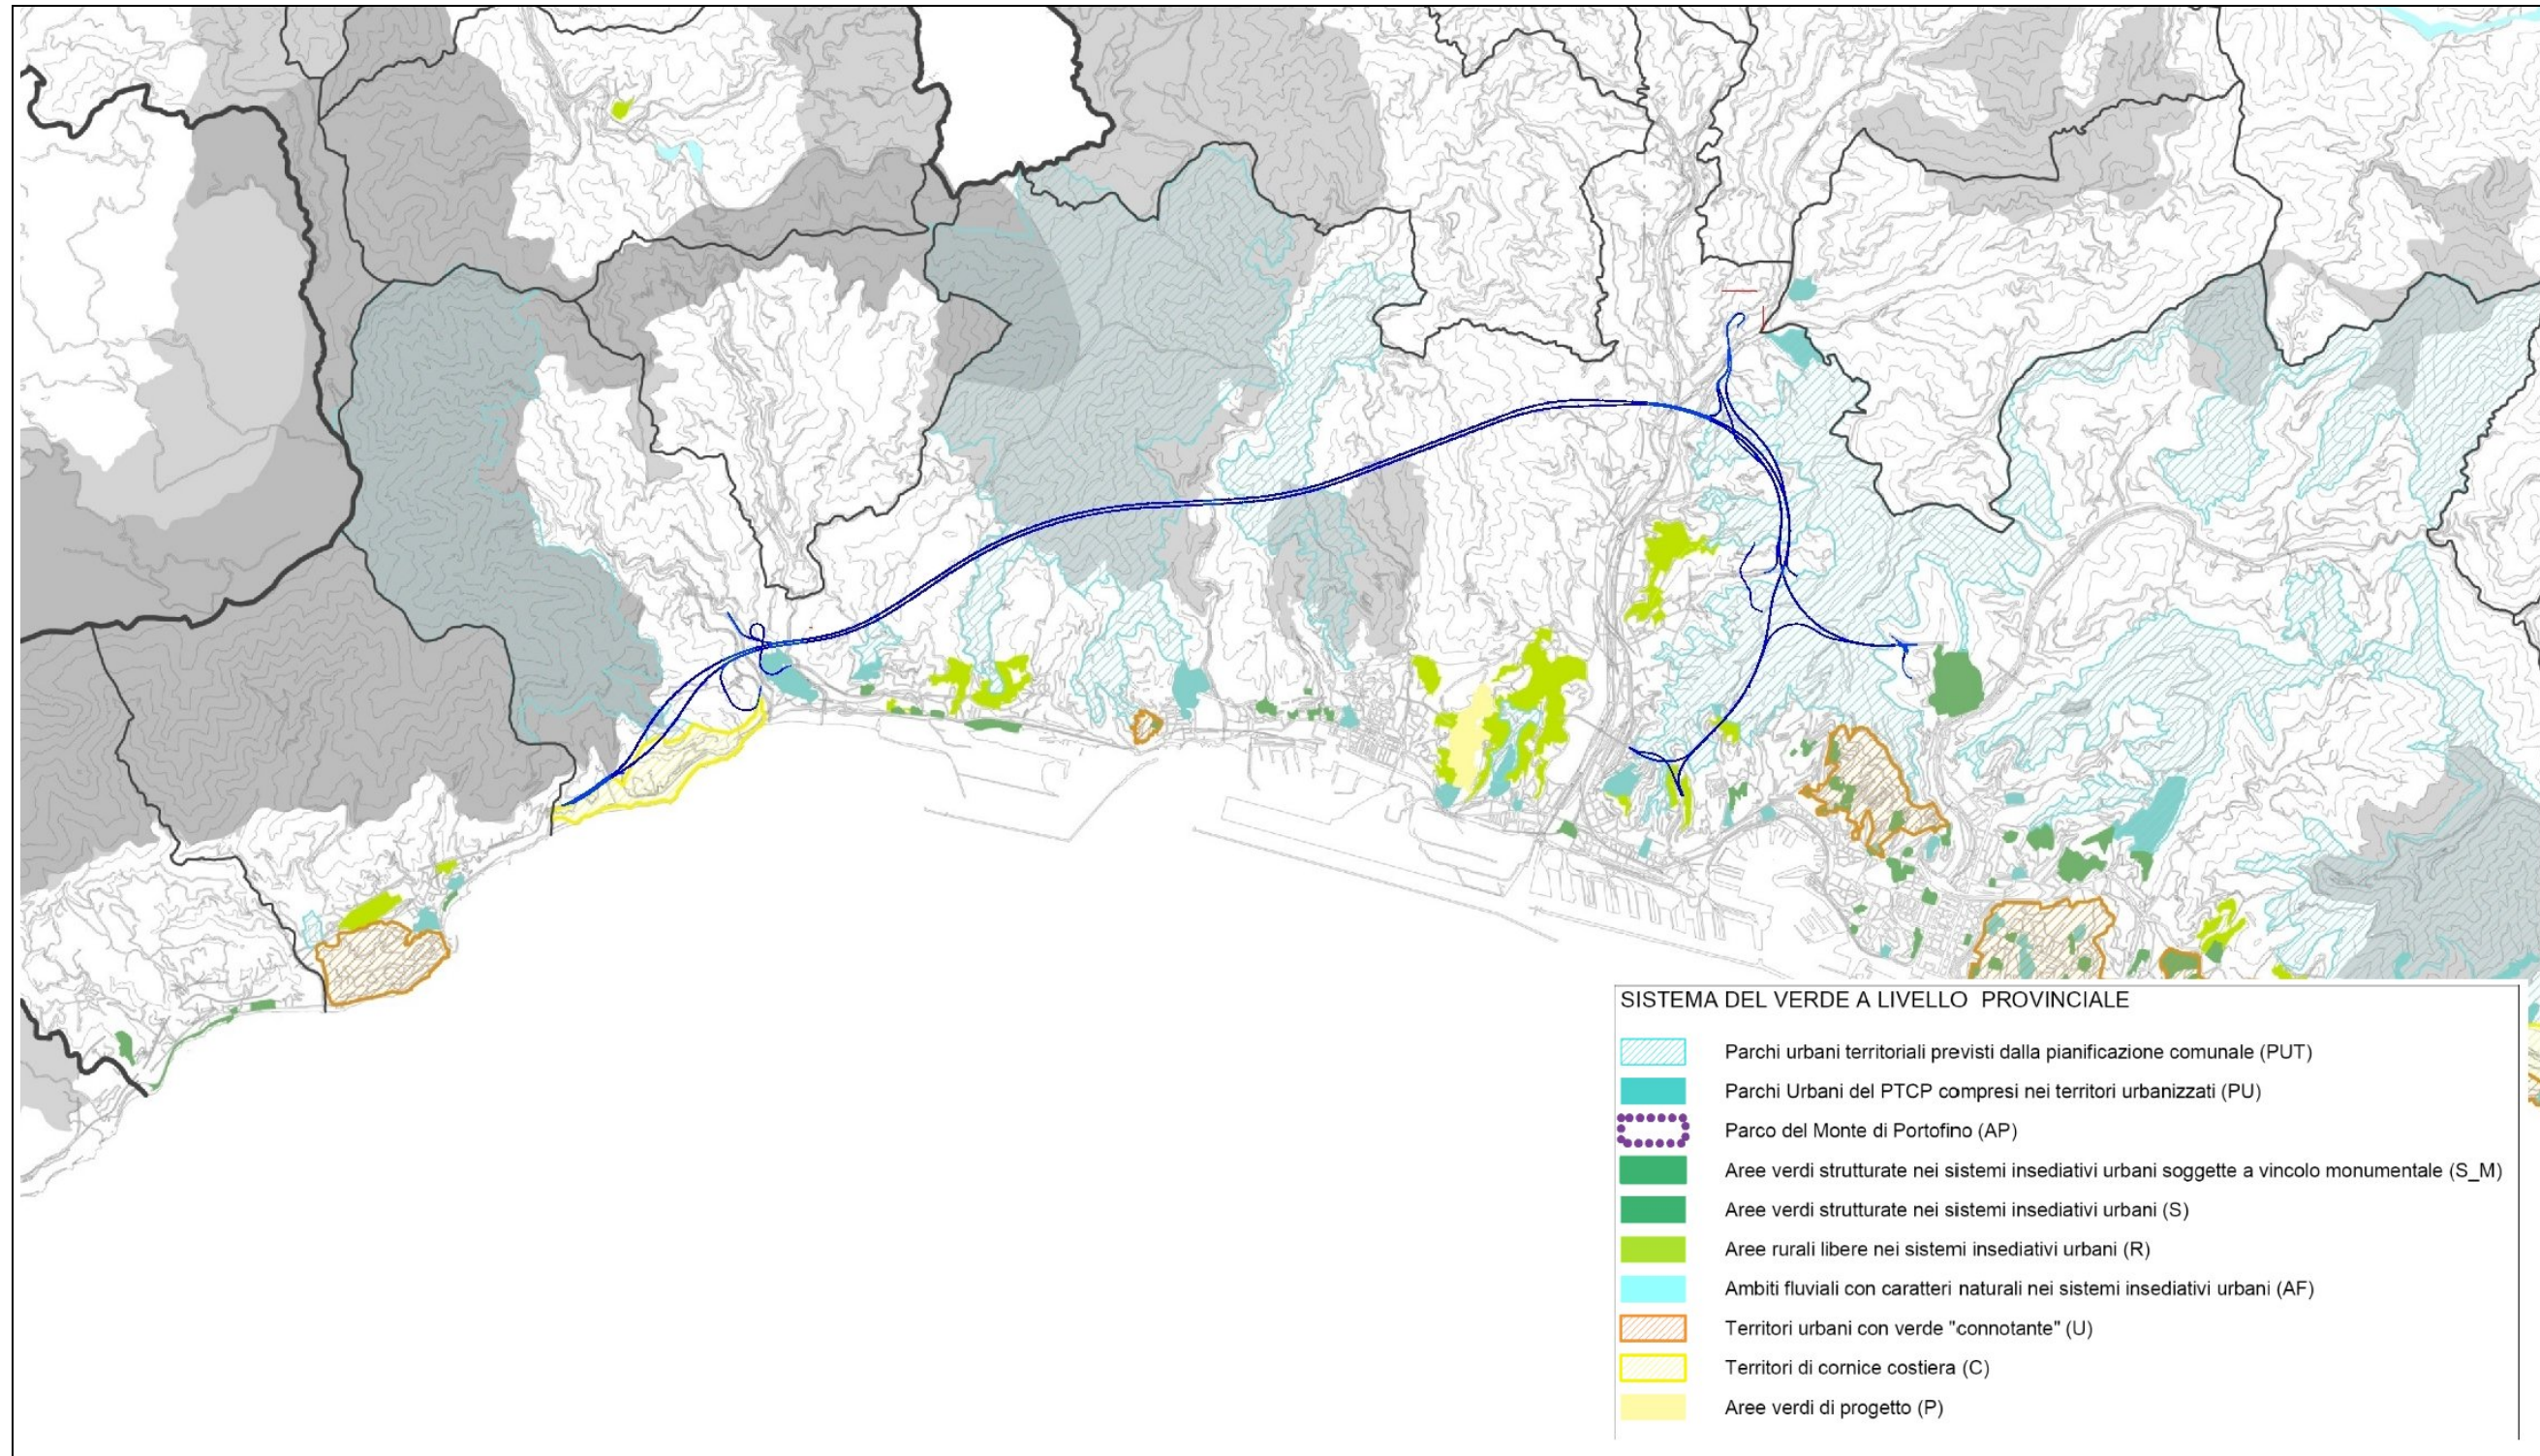 SISTEMA DEL VERDE A LIVELLO PROVINCIALE
Parchi urbani territoriali previsti dalla pianificazione comunale (PUT)
Parchi Urbani del PTCP compresi nei territori urbanizzati (PU)
Parco del Monte di Portofino (AP)
Aree verdi strutturate nei sistemi insediativi urbani soggette a vincolo monumentale (S_M)
Aree verdi strutturate nei sistemi insediativi urbani (S)
Aree rurali libere nei sistemi insediativi urbani (R)
Ambiti fluviali con caratteri naturali nei sistemi insediativi urbani (AF)
Territori urbani con verde "connotante" (U)
Territori di cornice costiera (C)
Aree verdi di progetto (P)